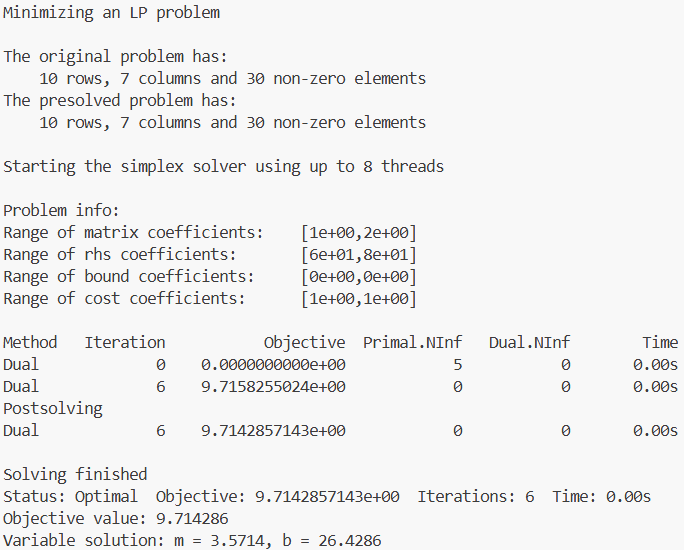 Minimizing an LP problem
The original problem has:
    10 rows, 7 columns and 30 non-zero elements
The presolved problem has:
    10 rows, 7 columns and 30 non-zero elements
Starting the simplex solver using up to 8 threads
Problem info:
Range of matrix coefficients:    [1e+00,2e+00]
Range of rhs coefficients:       [6e+01,8e+01]
Range of bound coefficients:     [0e+00,0e+00]
Range of cost coefficients:      [1e+00,1e+00]
Method   Iteration           Objective  Primal.NInf   Dual.NInf        Time
Dual             0    0.0000000000e+00            5           0       0.00s
Dual             6    9.7158255024e+00            0           0       0.00s
Postsolving
Dual             6    9.7142857143e+00            0           0       0.00s
Solving finished
Status: Optimal  Objective: 9.7142857143e+00  Iterations: 6  Time: 0.00s
Objective value: 9.714286
Variable solution: m = 3.5714, b = 26.4286